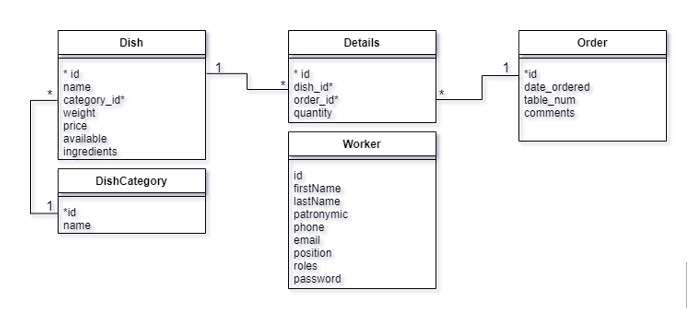 Dish
* id
name
category_id*
weight
price
available
ingredients
DishCategory
*id
name
Details
* id
dish_id*
order_id*
quantity
Worker
id
firstName
lastName
patronymic
phone
email
position
roles
password
Order
*id
date_ordered
table_num
comments
1
*
*
1
*
1